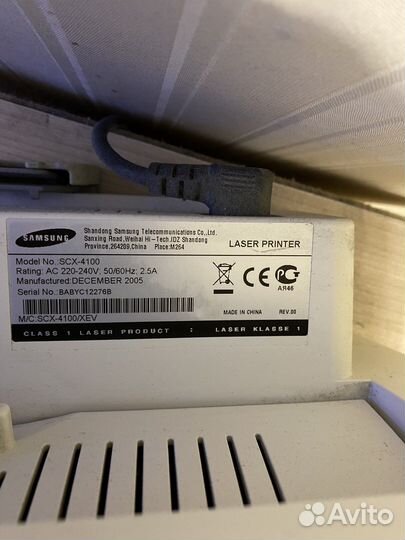 SAMSUNG
Shandong Samsung Telecommunications Co.,Ltd.
Sanxing Road,Weihai Hi-Tech.IDZ Shandong
Province,264209,China Place:M264
LASER PRINTER
Model No. SCX-4100
Rating: AC 220-240V; 50/60Hz; 2.5A
Manufactured:DECEMBER 2005
Serial No.:BABYC12276B
CE
АЯ46
M/C:SCX-4100/XEV
MADE IN CHINA REV.00
CLASS 1 LASER PRODUCT : LASER KLASSE 1
Avito